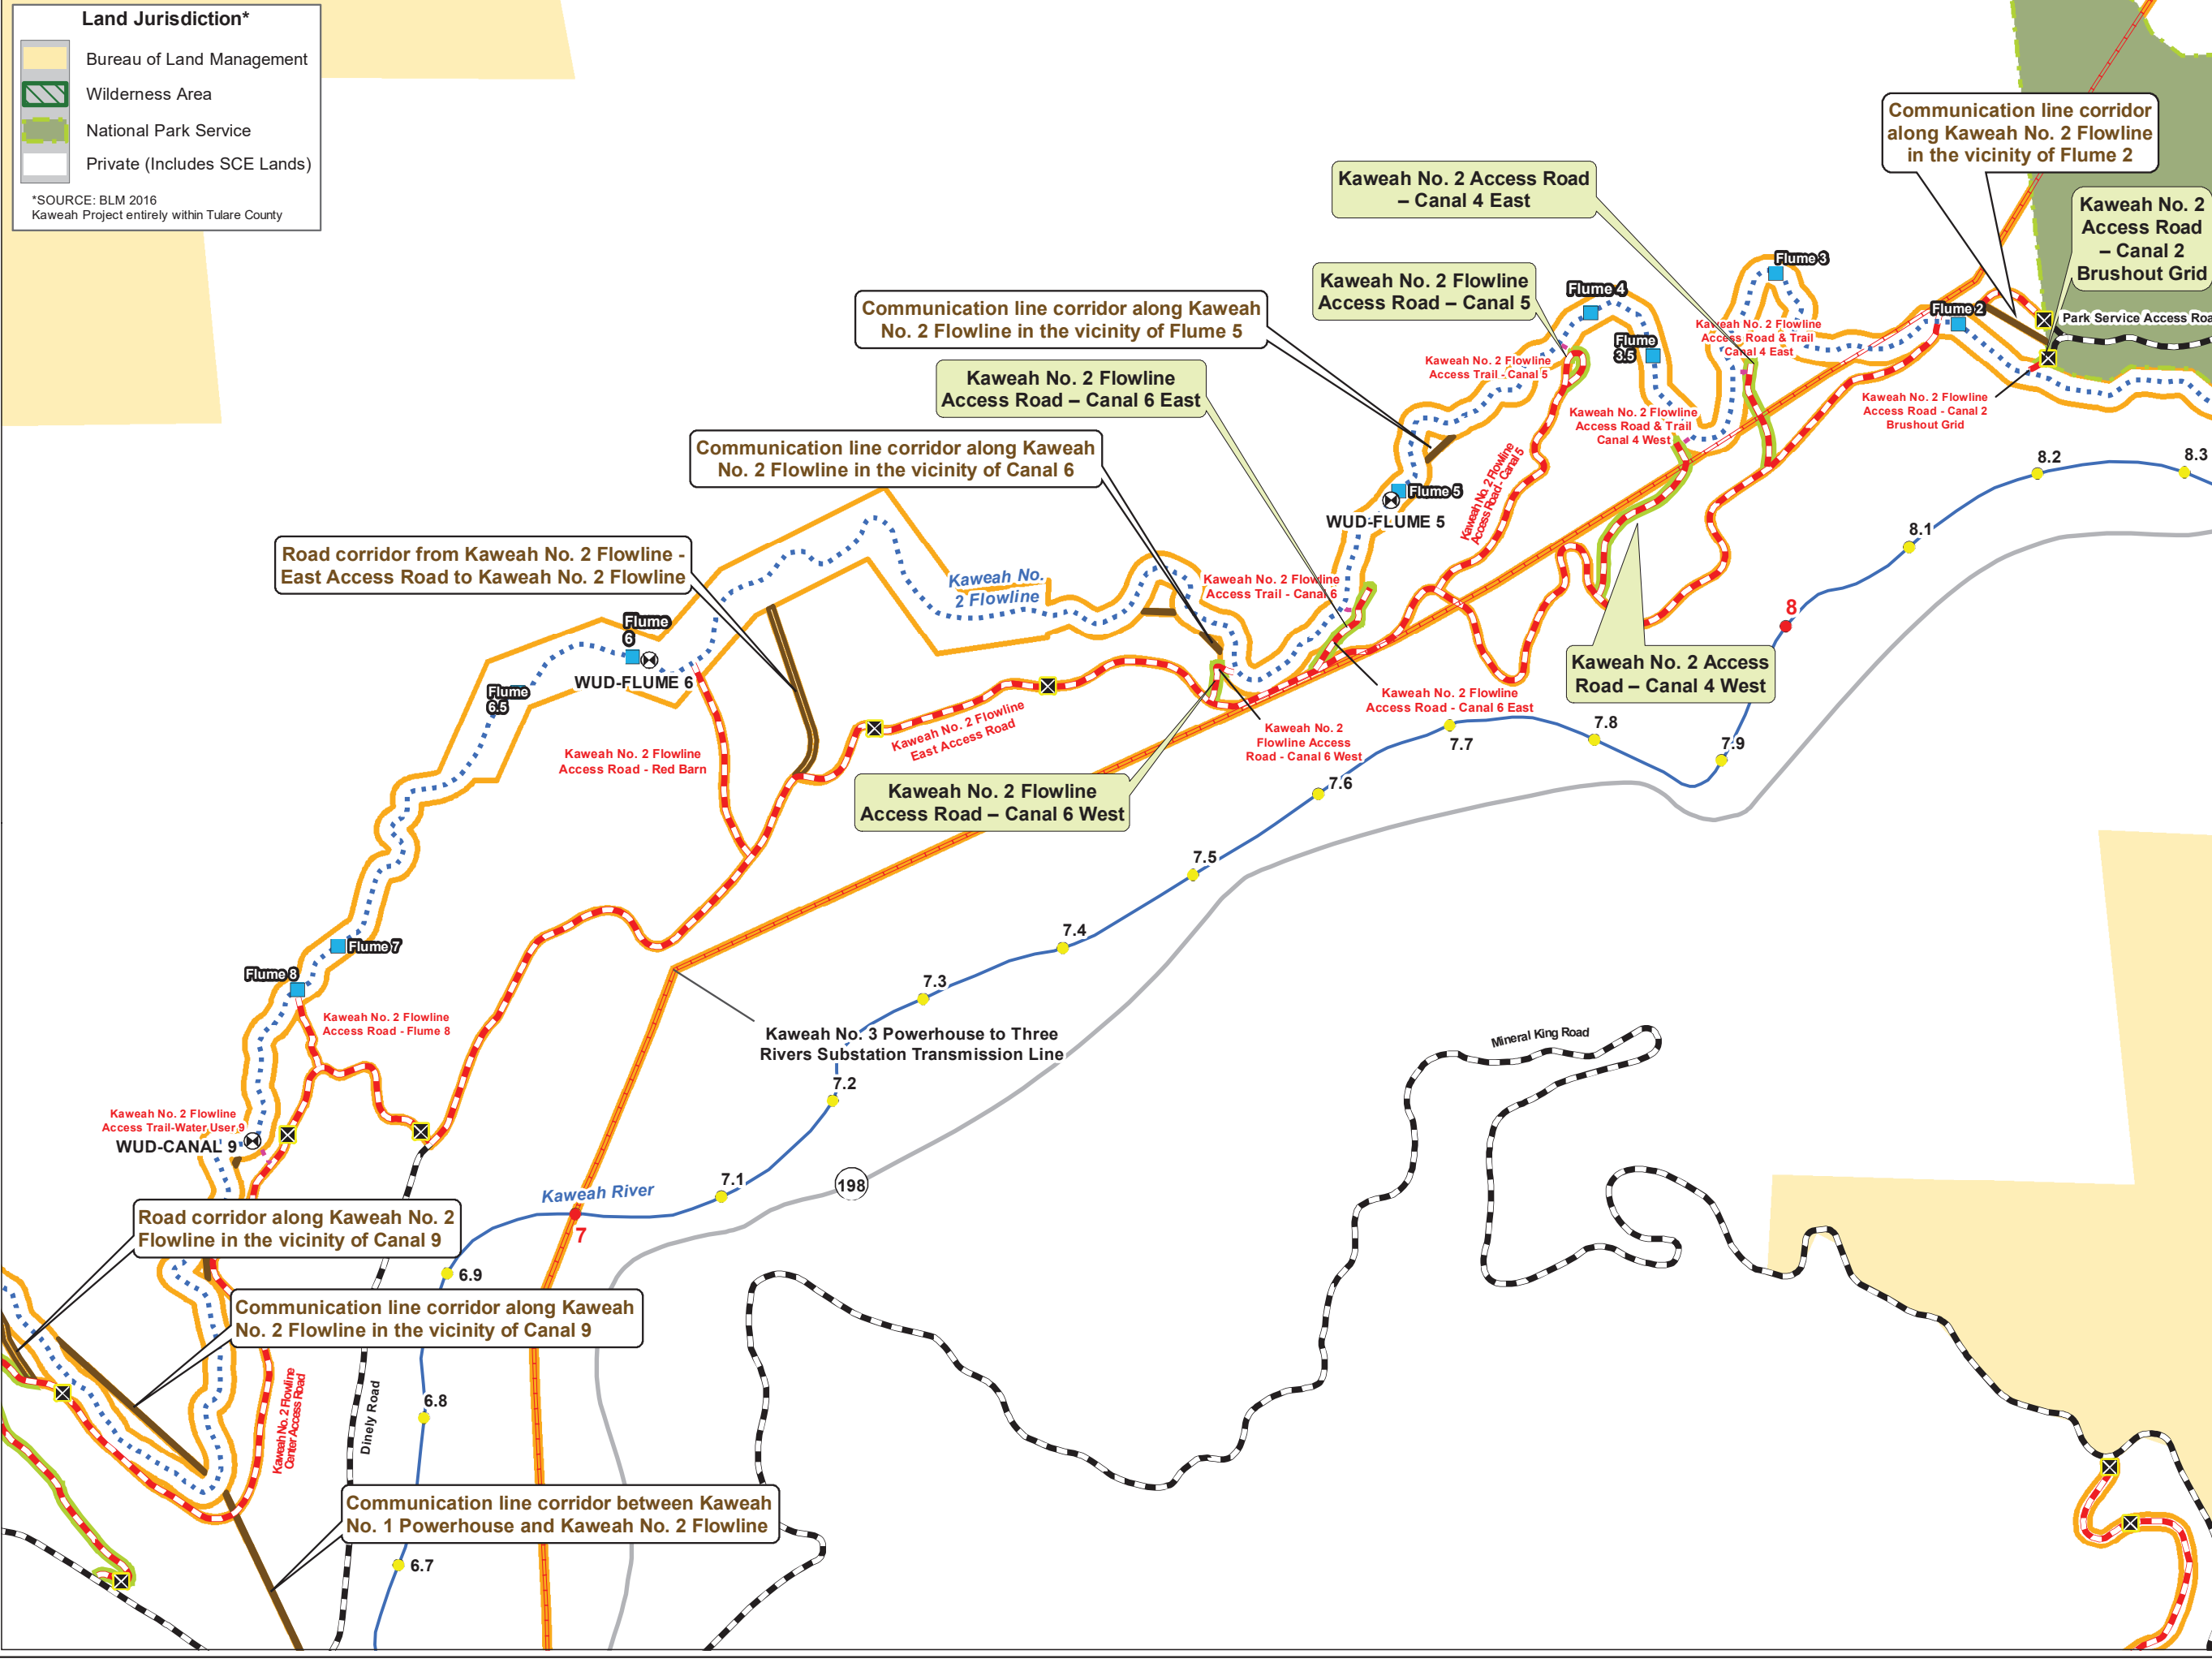 Land Jurisdiction*
Bureau of Land Management
Wilderness Area
National Park Service
Private (Includes SCE Lands)
*SOURCE: BLM 2016
Kaweah Project entirely within Tulare County
Communication line corridor
along Kaweah No. 2 Flowline
in the vicinity of Flume 2
Kaweah No. 2 Access Road
– Canal 4 East
Kaweah No. 2
Access Road
– Canal 2
Brushout Grid
Kaweah No. 2 Flowline
Access Road – Canal 5
Flume 3
Flume 4
Communication line corridor along Kaweah
No. 2 Flowline in the vicinity of Flume 5
Flume 2
Park Service Access Roa
Kaweah No. 2 Flowline
Access Road & Trail
Canal 4 East
Flume
3.5
Kaweah No. 2 Flowline
Access Trail - Canal 5
Kaweah No. 2 Flowline
Access Road – Canal 6 East
Kaweah No. 2 Flowline
Access Road - Canal 2
Brushout Grid
Kaweah No. 2 Flowline
Access Road & Trail
Canal 4 West
Communication line corridor along Kaweah
No. 2 Flowline in the vicinity of Canal 6
Kaweah No. 2 Flowline
Access Road - Canal 5
8.2
8.3
Flume 5
WUD-FLUME 5
8.1
Road corridor from Kaweah No. 2 Flowline -
East Access Road to Kaweah No. 2 Flowline
Kaweah No.
2 Flowline
Kaweah No. 2 Flowline
Access Trail - Canal 6
8
Flume
6
WUD-FLUME 6
Kaweah No. 2 Access
Road – Canal 4 West
Flume
6.5
Kaweah No. 2 Flowline
Access Road - Canal 6 East
Kaweah No. 2 Flowline
East Access Road
Kaweah No. 2
Flowline Access
Road - Canal 6 West
7.8
7.7
7.9
Kaweah No. 2 Flowline
Access Road - Red Barn
7.6
Kaweah No. 2 Flowline
Access Road – Canal 6 West
7.5
7.4
Flume 7
Flume 8
7.3
Kaweah No. 2 Flowline
Access Road - Flume 8
Kaweah No. 3 Powerhouse to Three
Rivers Substation Transmission Line
Mineral King Road
7.2
Kaweah No. 2 Flowline
Access Trail-Water User 9
WUD-CANAL 9
7.1
198
Kaweah River
7
Road corridor along Kaweah No. 2
Flowline in the vicinity of Canal 9
6.9
Communication line corridor along Kaweah
No. 2 Flowline in the vicinity of Canal 9
Kaweah No. 2 Flowline
Center Access Road
Dinely Road
6.8
Communication line corridor between Kaweah
No. 1 Powerhouse and Kaweah No. 2 Flowline
6.7